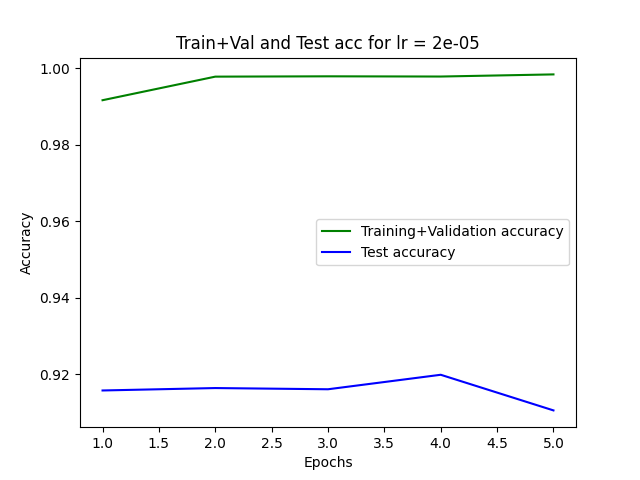 Train+Val and Test acc for lr = 2e-05
1.00
0.98
0.96
0.94
0.92
Accuracy
Training+Validation accuracy
Test accuracy
1.0 1.5 2.0 2.5 3.0 3.5 4.0 4.5 5.0
Epochs